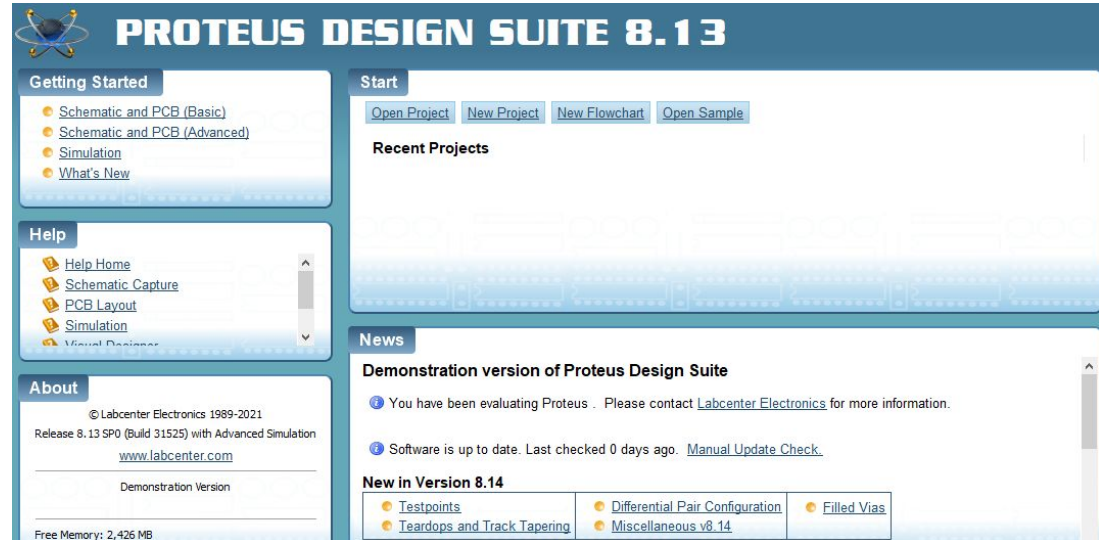 PROTEUS DESIGN SUITE 8.13
Getting Started
Schematic and PCB (Basic)
Schematic and PCB (Advanced)
Simulation
What's New
Help
Help Home
Schematic Capture
PCB Layout
Simulation
Visual Designer
About
© Labcenter Electronics 1989-2021
Release 8.13 SP0 (Build 31525) with Advanced Simulation
www.labcenter.com
Demonstration Version
Free Memory: 2,426 MB
Start
Open Project New Project New Flowchart Open Sample
Recent Projects
News
Demonstration version of Proteus Design Suite
You have been evaluating Proteus . Please contact Labcenter Electronics for more information.
Software is up to date. Last checked 0 days ago. Manual Update Check.
New in Version 8.14
Testpoints Differential Pair Configuration Filled Vias
Teardops and Track Tapering Miscellaneous v8.14